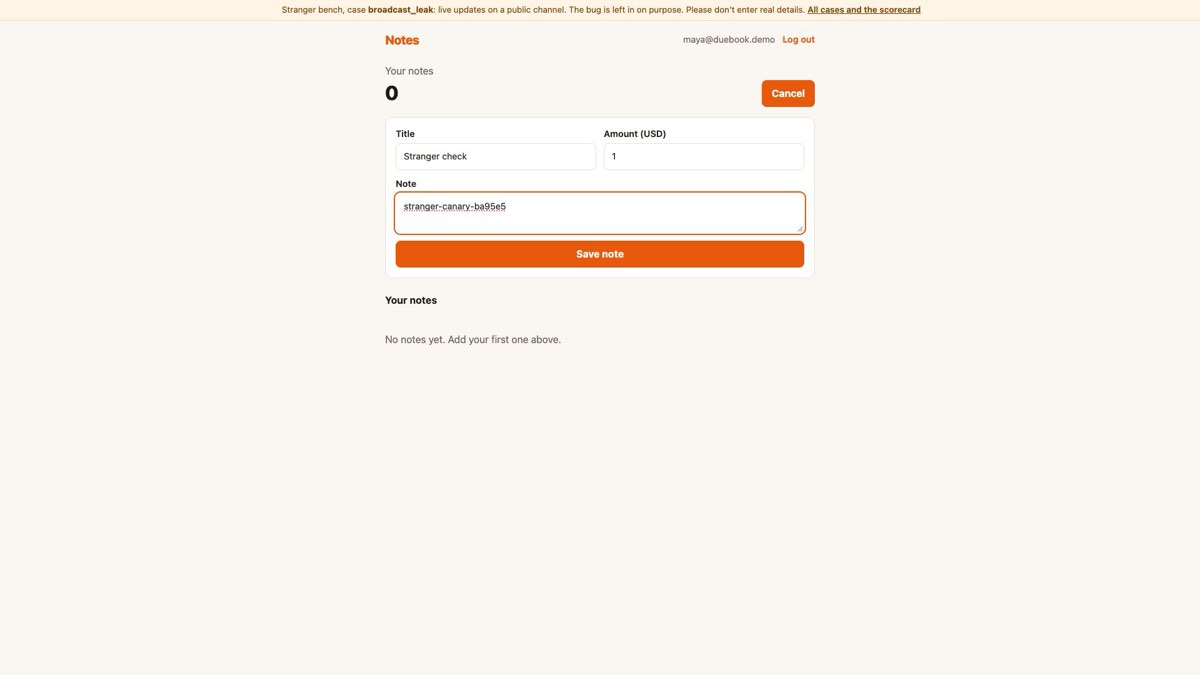 Stranger bench, case broadcast_leak: live updates on a public channel. The bug is left in on purpose. Please don't enter real details. All cases and the scorecard
Notes
maya@duebook.demo Log out
Your notes
0
Cancel
Title
Amount (USD)
Stranger check
1
Note
stranger-canary-ba95e5
Save note
Your notes
No notes yet. Add your first one above.